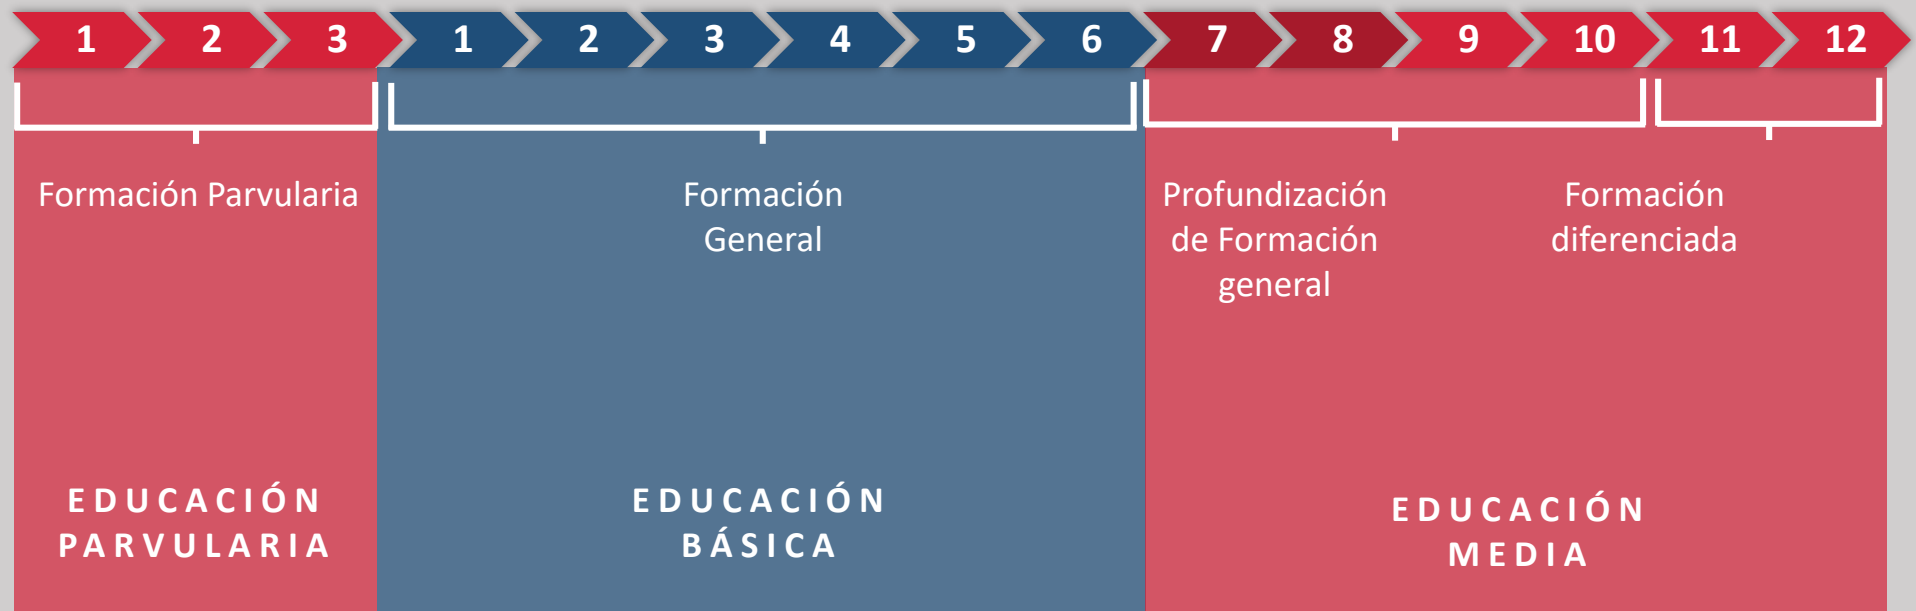 1 2 3 1 2 3 4 5 6 7 8 9 10 11 12
Formación Parvularia
Formación
General
Profundización
de Formación
general
Formación
diferenciada
EDUCACIÓN
PARVULARIA
EDUCACIÓN
BÁSICA
EDUCACIÓN
MEDIA